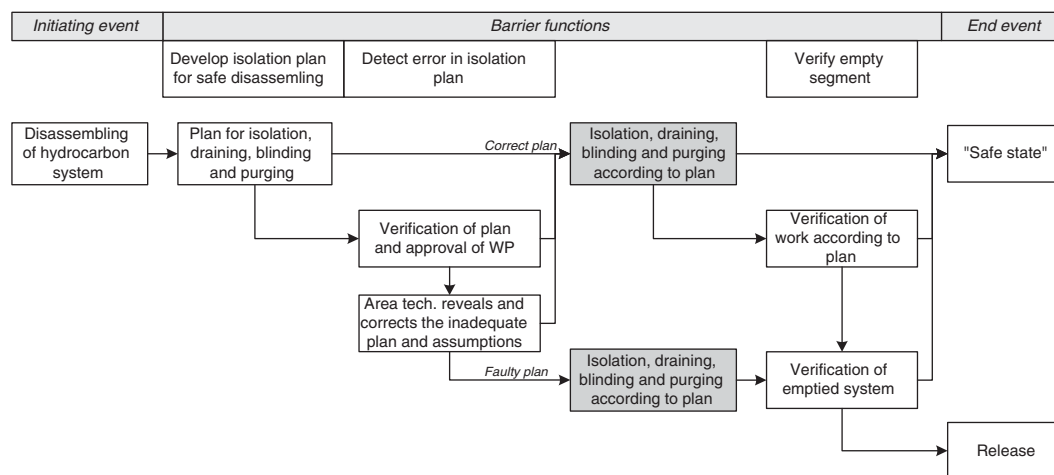 Initiating event
Barrier functions
End event
Develop isolation plan
for safe disassemling
Detect error in isolation
plan
Verify empty
segment
Disassembling
of hydrocarbon
system
Plan for isolation,
draining, blinding
and purging
Correct plan
Isolation, draining,
blinding and purging
according to plan
"Safe state"
Verification of plan
and approval of WP
Verification of
work according to
plan
Area tech. reveals and
corrects the inadequate
plan and assumptions
Faulty plan
Isolation, draining,
blinding and purging
according to plan
Verification of
emptied system
Release